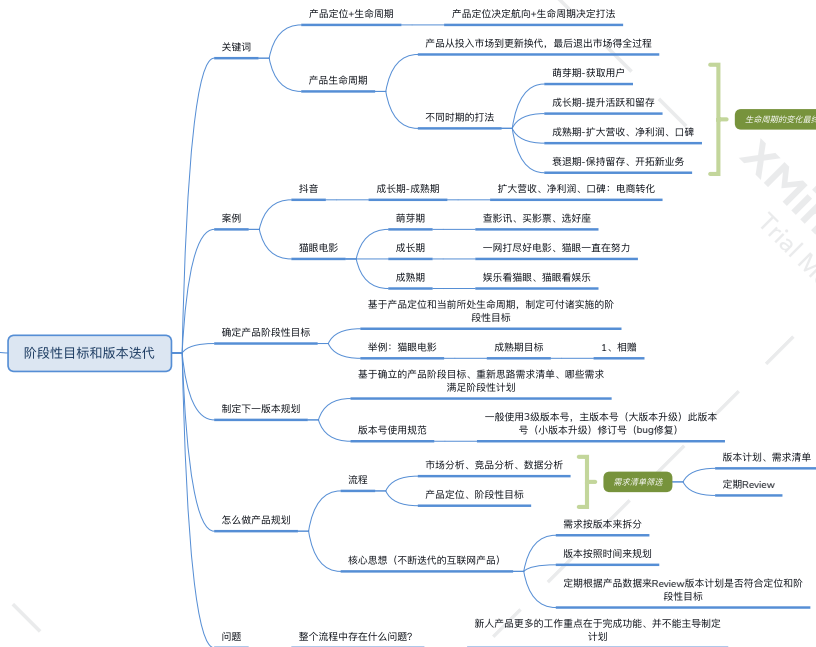 产品定位+生命周期
产品定位决定航向+生命周期决定打法
关键词
产品从投入市场到更新换代，最后退出市场得全过程
产品生命周期
萌芽期-获取用户
成长期-提升活跃和留存
不同时期的打法
生命周期的变化最终
成熟期-扩大营收、净利润、口碑
衰退期-保持留存、开拓新业务
XMin
Trial M
抖音
成长期-成熟期
扩大营收、净利润、口碑：电商转化
案例
萌芽期
查影讯、买影票、选好座
猫眼电影
成长期
一网打尽好电影、猫眼一直在努力
成熟期
娱乐看猫眼、猫眼看娱乐
基于产品定位和当前所处生命周期，制定可付诸实施的阶
段性目标
确定产品阶段性目标
举例：猫眼电影
成熟期目标
1、相赠
阶段性目标和版本迭代
基于确立的产品阶段目标、重新思路需求清单、哪些需求
满足阶段性计划
制定下一版本规划
版本号使用规范
一般使用3级版本号，主版本号（大版本升级）此版本
号（小版本升级）修订号（bug修复）
市场分析、竞品分析、数据分析
流程
产品定位、阶段性目标
需求清单筛选
版本计划、需求清单
定期Review
怎么做产品规划
需求按版本来拆分
核心思想（不断迭代的互联网产品）
版本按照时间来规划
定期根据产品数据来Review版本计划是否符合定位和阶
段性目标
问题
整个流程中存在什么问题?
新人产品更多的工作重点在于完成功能、并不能主导制定
计划